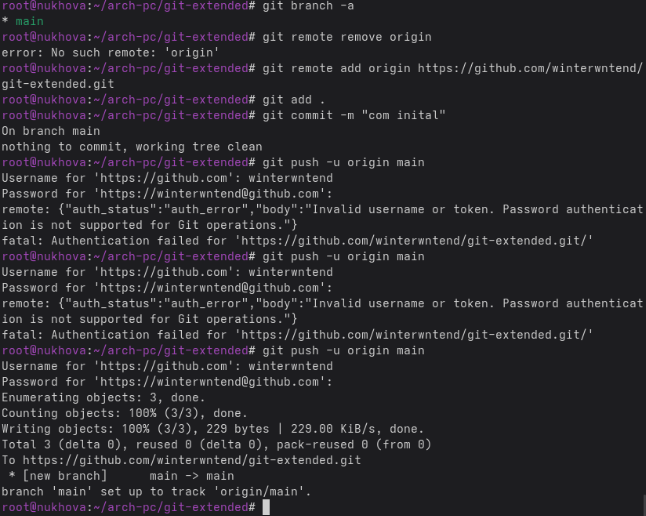 root@nukhova:~/arch-pc/git-extended# git branch -a
* main
root@nukhova:~/arch-pc/git-extended# git remote remove origin
error: No such remote: 'origin'
root@nukhova:~/arch-pc/git-extended# git remote add origin https://github.com/winterwntend/
git-extended.git
root@nukhova:~/arch-pc/git-extended# git add .
root@nukhova:~/arch-pc/git-extended# git commit -m "com inital"
On branch main
nothing to commit, working tree clean
root@nukhova:~/arch-pc/git-extended# git push -u origin main
Username for 'https://github.com': winterwntend
Password for 'https://winterwntend@github.com':
remote: {"auth_status":"auth_error","body":"Invalid username or token. Password authenticat
ion is not supported for Git operations."}
fatal: Authentication failed for 'https://github.com/winterwntend/git-extended.git/'
root@nukhova:~/arch-pc/git-extended# git push -u origin main
Username for 'https://github.com': winterwntend
Password for 'https://winterwntend@github.com':
remote: {"auth_status":"auth_error","body":"Invalid username or token. Password authenticat
ion is not supported for Git operations."}
fatal: Authentication failed for 'https://github.com/winterwntend/git-extended.git/'
root@nukhova:~/arch-pc/git-extended# git push -u origin main
Username for 'https://github.com': winterwntend
Password for 'https://winterwntend@github.com':
Enumerating objects: 3, done.
Counting objects: 100% (3/3), done.
Writing objects: 100% (3/3), 229 bytes | 229.00 KiB/s, done.
Total 3 (delta 0), reused 0 (delta 0), pack-reused 0 (from 0)
To https://github.com/winterwntend/git-extended.git
 * [new branch]      main -> main
branch 'main' set up to track 'origin/main'.
root@nukhova:~/arch-pc/git-extended#